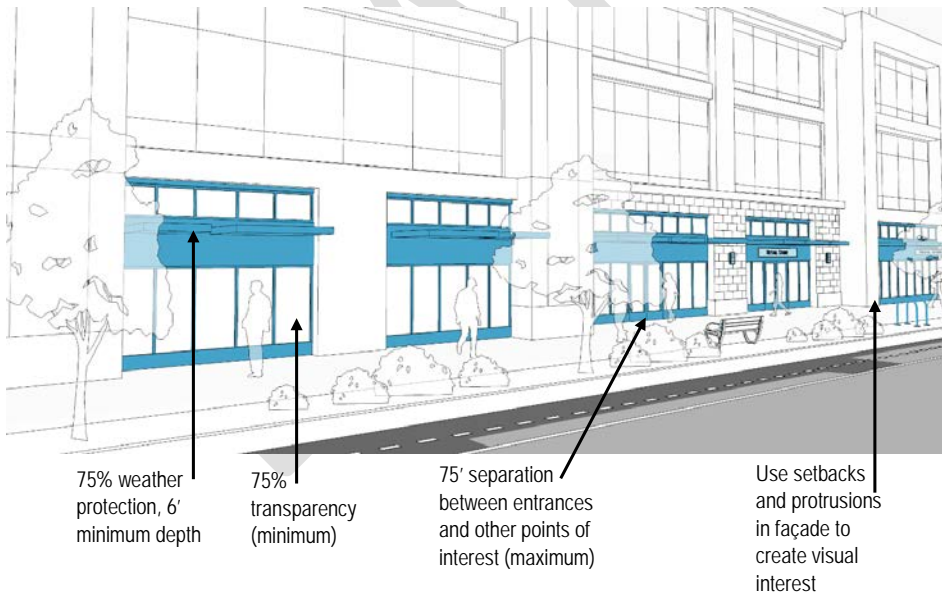 75% weather
protection, 6’
minimum depth
75%
transparency
(minimum)
75’ separation
between entrances
and other points of
interest (maximum)
Use setbacks
and protrusions
in façade to
create visual
interest